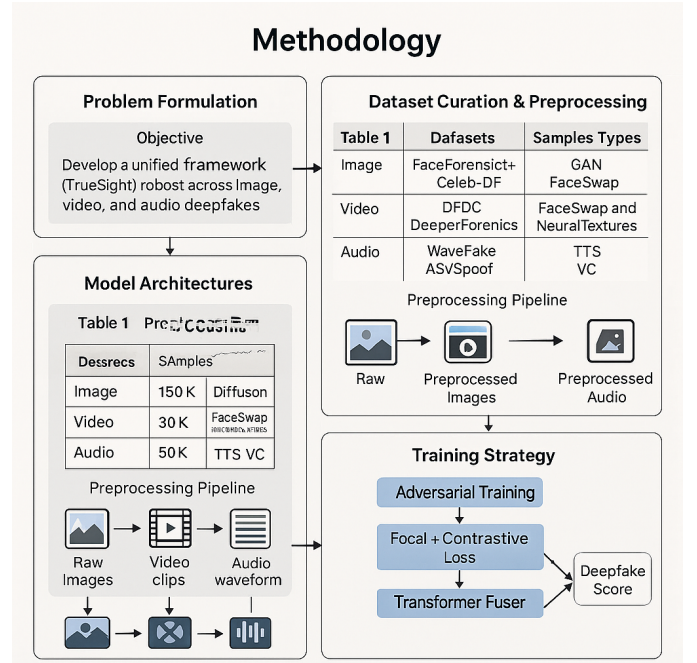 Methodology
Problem Formulation
Objective
Develop a unified framework
(TrueSight) robost across Image,
video, and audio deepfakes
Dataset Curation & Preprocessing
Table 1 Dafasets Samples Types
Image FaceForensict+ GAN
Celeb-DF FaceSwap
Video DFDC FaceSwap and
DeeperForenics NeuralTextures
Audio WaveFake TTS
ASVSpoof VC
Preprocessing Pipeline
Raw Preprocessed Preprocessed
Images Audio
Model Architectures
Table 1
Dessrecs SAmples
Image 150 K Diffuson
Video 30 K FaceSwap
Audio 50 K TTS VC
Preprocessing Pipeline
Raw Video Audio
Images clips waveform
Training Strategy
Adversarial Training
Focal + Contrastive
Loss
Transformer Fuser
Deepfake
Score